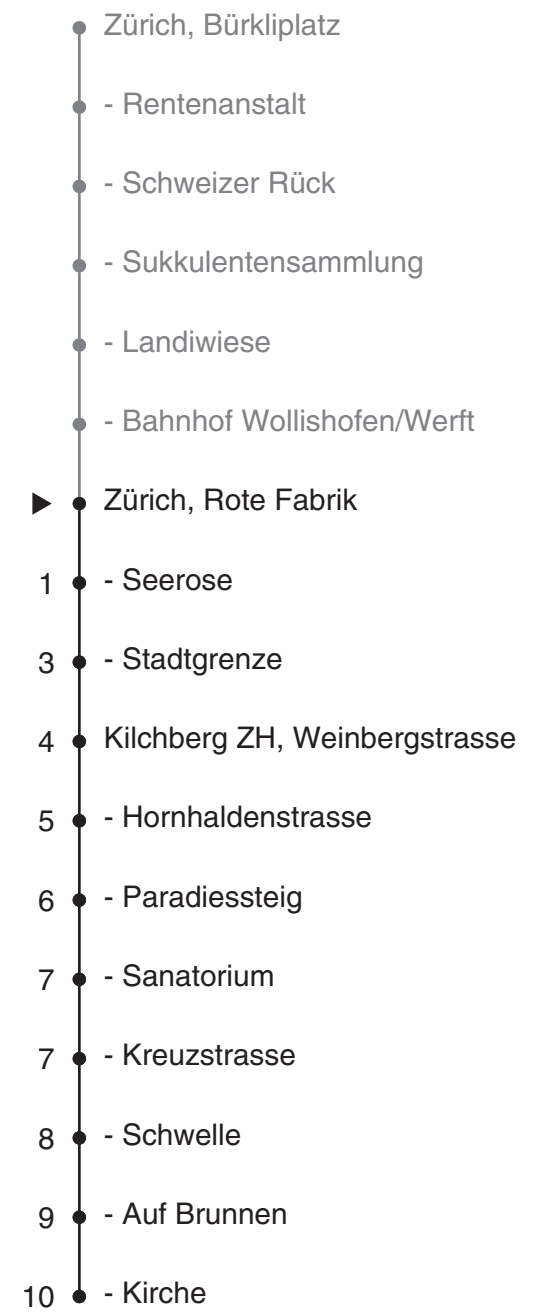 Zürich, Bürkliplatz
- Rentenanstalt
- Schweizer Rück
- Sukkulentensammlung
- Landiwiese
- Bahnhof Wollishofen/Werft
Zürich, Rote Fabrik
1 - Seerose
3 - Stadtgrenze
4 Kilchberg ZH, Weinbergstrasse
5 - Hornhaldenstrasse
6 - Paradiessteig
7 - Sanatorium
7 - Kreuzstrasse
8 - Schwelle
9 - Auf Brunnen
10 - Kirche